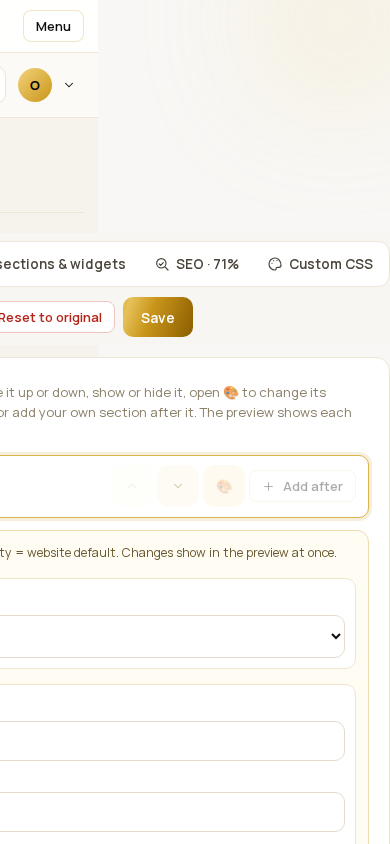 Menu
O
sections & widgets
SEO · 71%
Custom CSS
Reset to original
Save
it up or down, show or hide it, open 🎨 to change its
or add your own section after it. The preview shows each
Add after
= website default. Changes show in the preview at once.